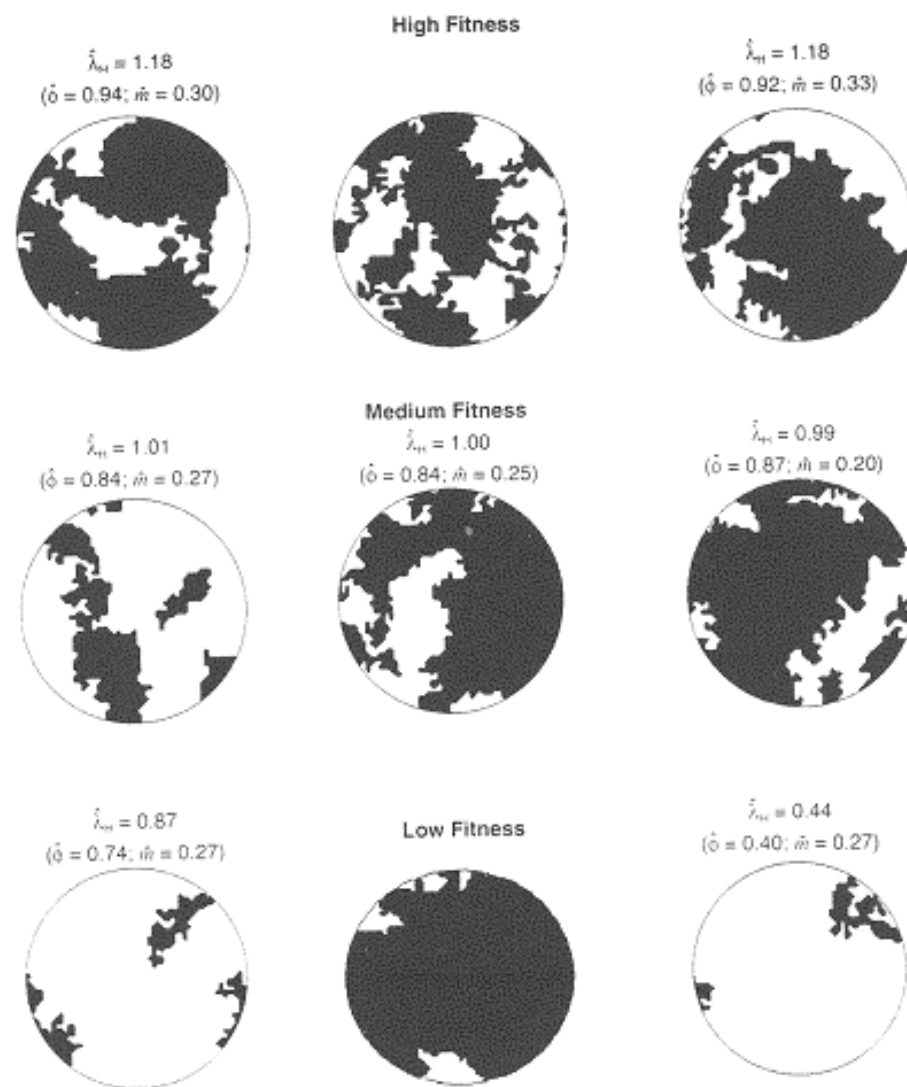 High Fitness
λ̂ₕ = 1.18
(ô = 0.94; m̂ = 0.30)
λ̂ₕ = 1.18
(ϕ̂ = 0.92; m̂ = 0.33)
Medium Fitness
λ̂ₕ = 1.01
(ϕ̂ = 0.84; m̂ = 0.27)
λ̂ₕ = 1.00
(ϕ̂ = 0.84; m̂ = 0.25)
λ̂ₕ = 0.99
(ô = 0.87; m̂ = 0.20)
Low Fitness
λ̂ₕ = 0.87
(ϕ̂ = 0.74; m̂ = 0.27)
λ̂ₕ = 0.44
(ô = 0.40; m̂ = 0.27)